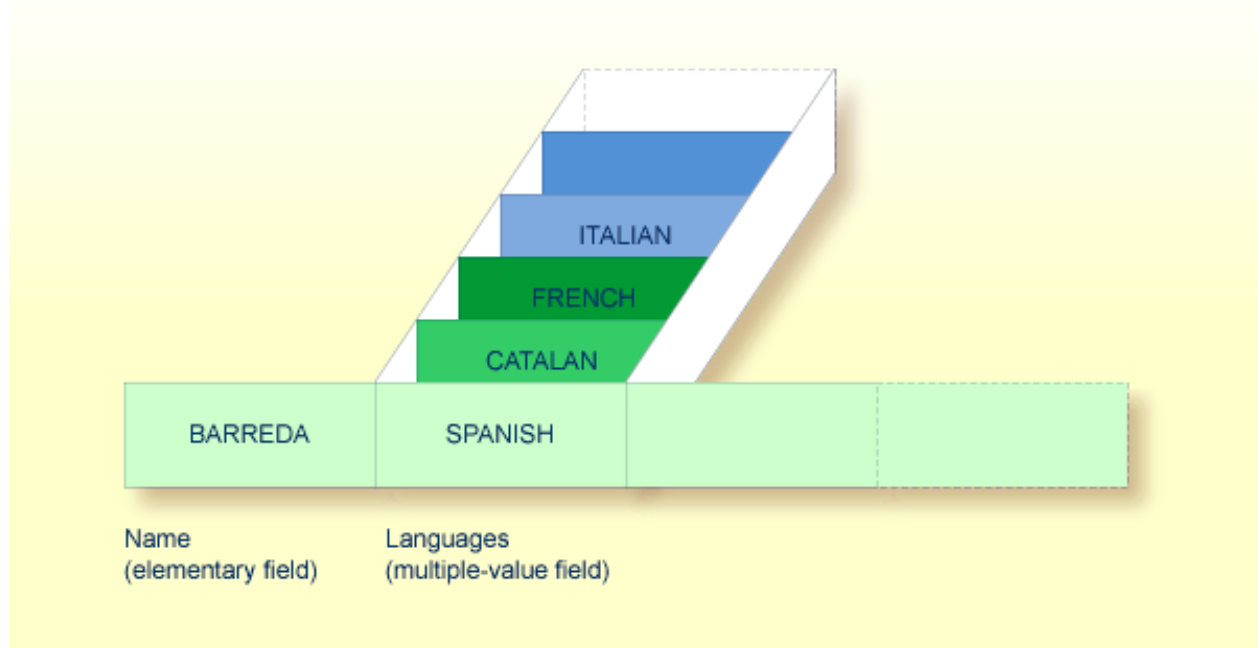 ITALIAN
FRENCH
CATALAN
BARREDA SPANISH
Name Languages
(elementary field) (multiple-value field)